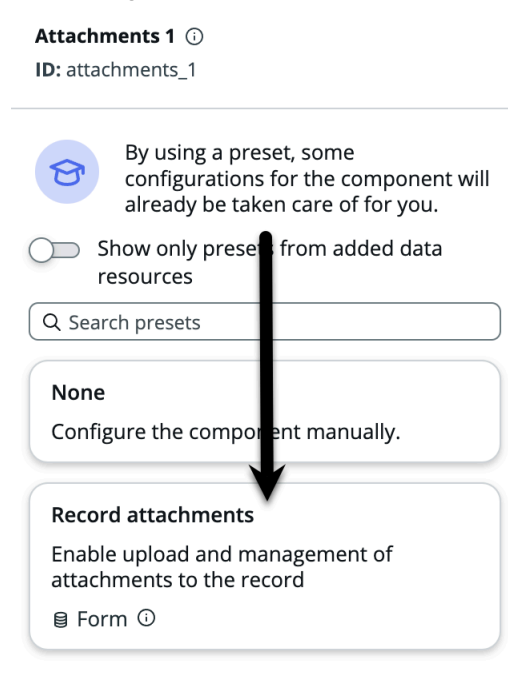 Attachments 1
ID: attachments_1
By using a preset, some
configurations for the component will
already be taken care of for you.
Show only presets from added data
resources
Search presets
None
Configure the component manually.
Record attachments
Enable upload and management of
attachments to the record
Form